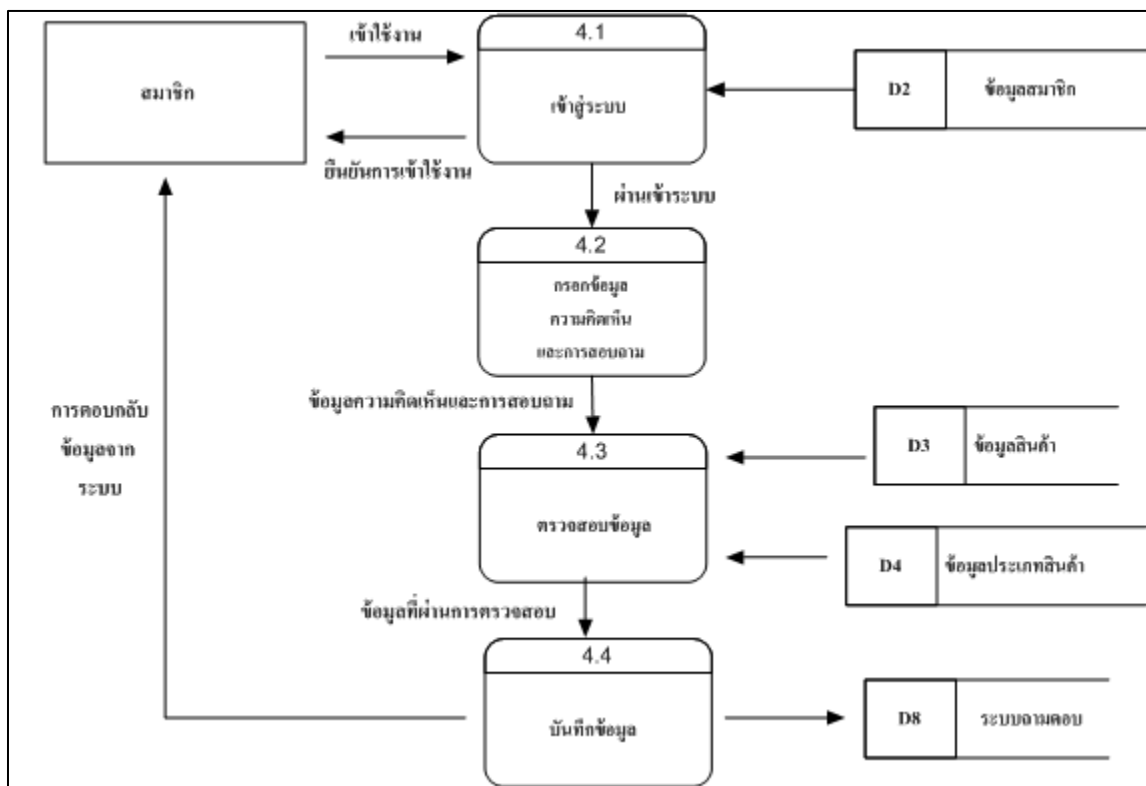 เข้าใช้งาน
4.1
สมาชิก
เข้าสู่ระบบ
D2
ข้อมูลสมาชิก
ยืนยันการเข้าใช้งาน
ผ่านเข้าระบบ
4.2
กรอกข้อมูล
ความคิดเห็น
และการสอบถาม
ข้อมูลความคิดเห็นและการสอบถาม
การตอบกลับ
ข้อมูลจาก
ระบบ
4.3
ตรวจสอบข้อมูล
D3
ข้อมูลสินค้า
D4
ข้อมูลประเภทสินค้า
ข้อมูลที่ผ่านการตรวจสอบ
4.4
บันทึกข้อมูล
D8
ระบบถามตอบ